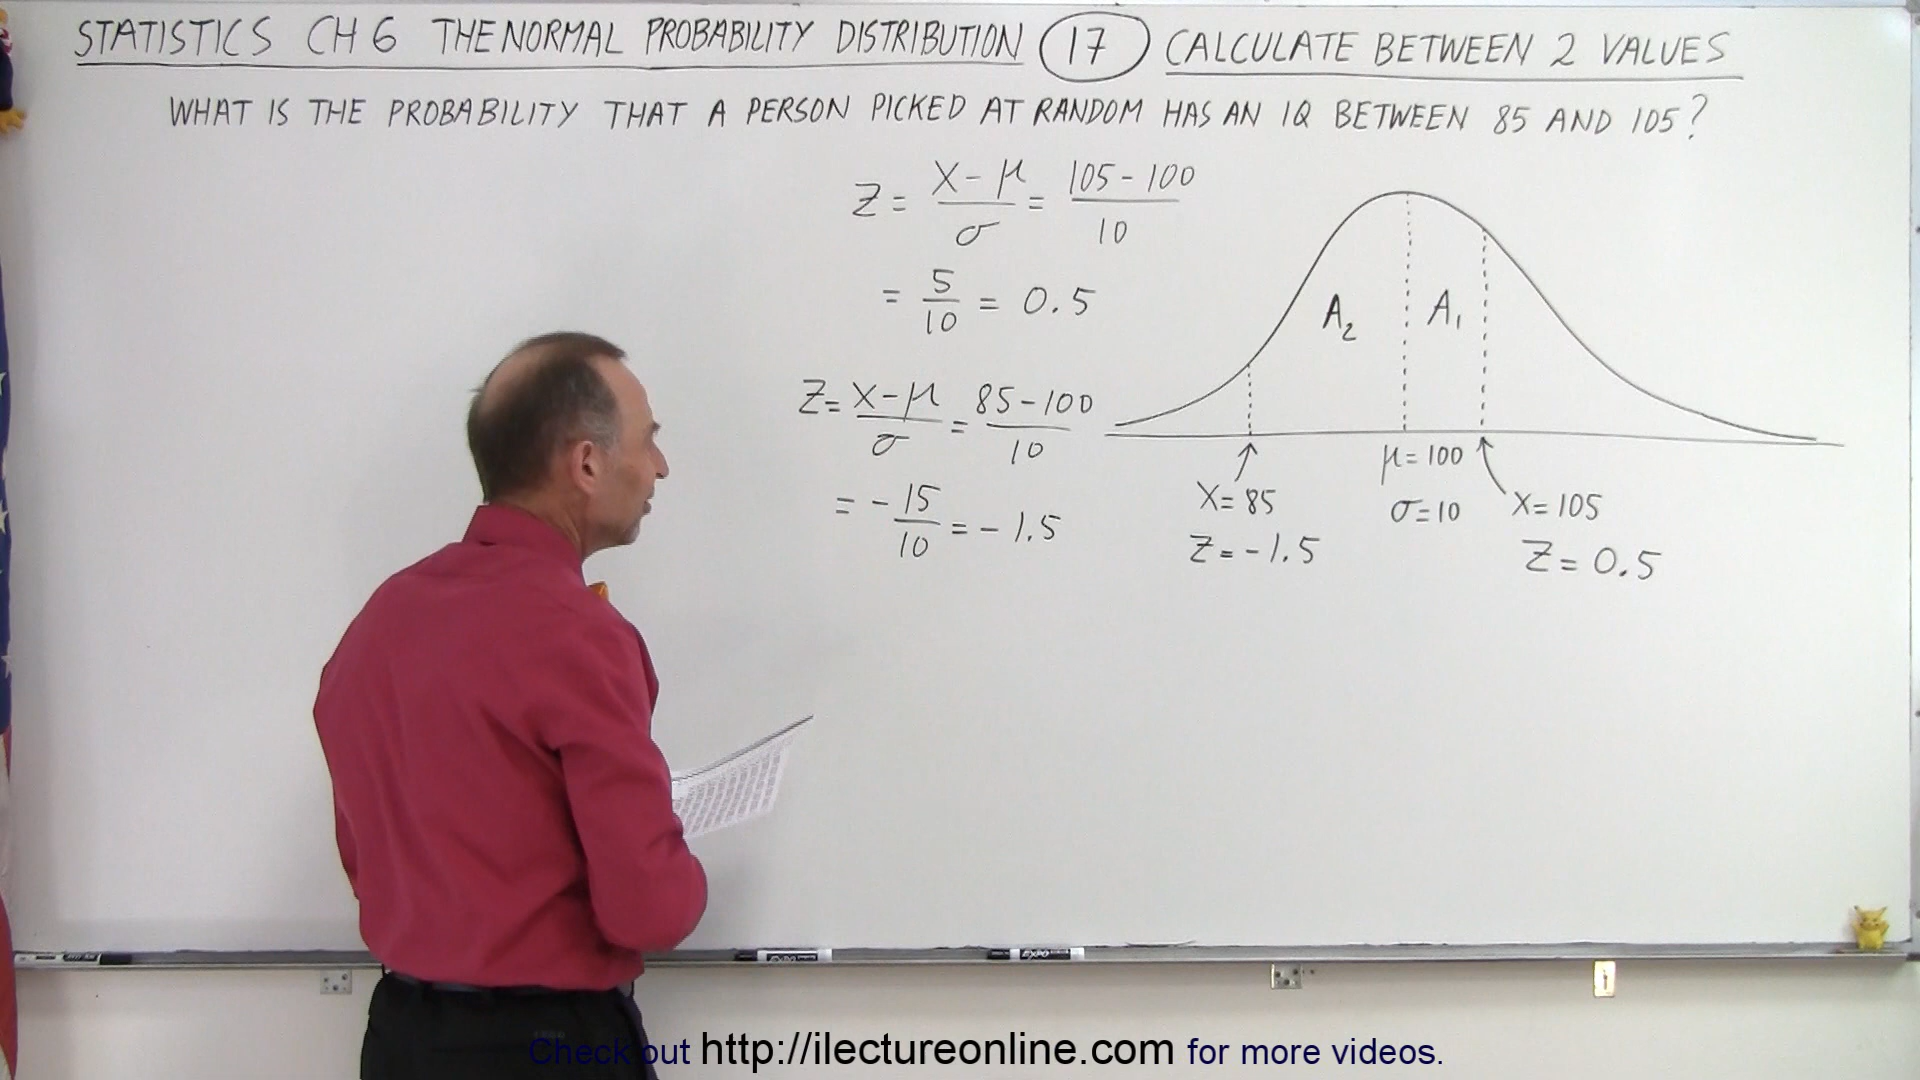 STATISTICS CH 6 THE NORMAL PROBABILITY DISTRIBUTION 17 CALCULATE BETWEEN 2 VALUES
WHAT IS THE PROBABILITY THAT A PERSON PICKED AT RANDOM HAS AN IQ BETWEEN 85 AND 105?
Z = X-μ / σ = 105-100 / 10
= 5/10 = 0.5
Z = X-μ / σ = 85-100 / 10
= -15/10 = -1.5
A2 A1
μ=100
X=85 σ=10 X=105
Z=-1.5 Z=0.5
Check out http://ilectureonline.com for more videos.